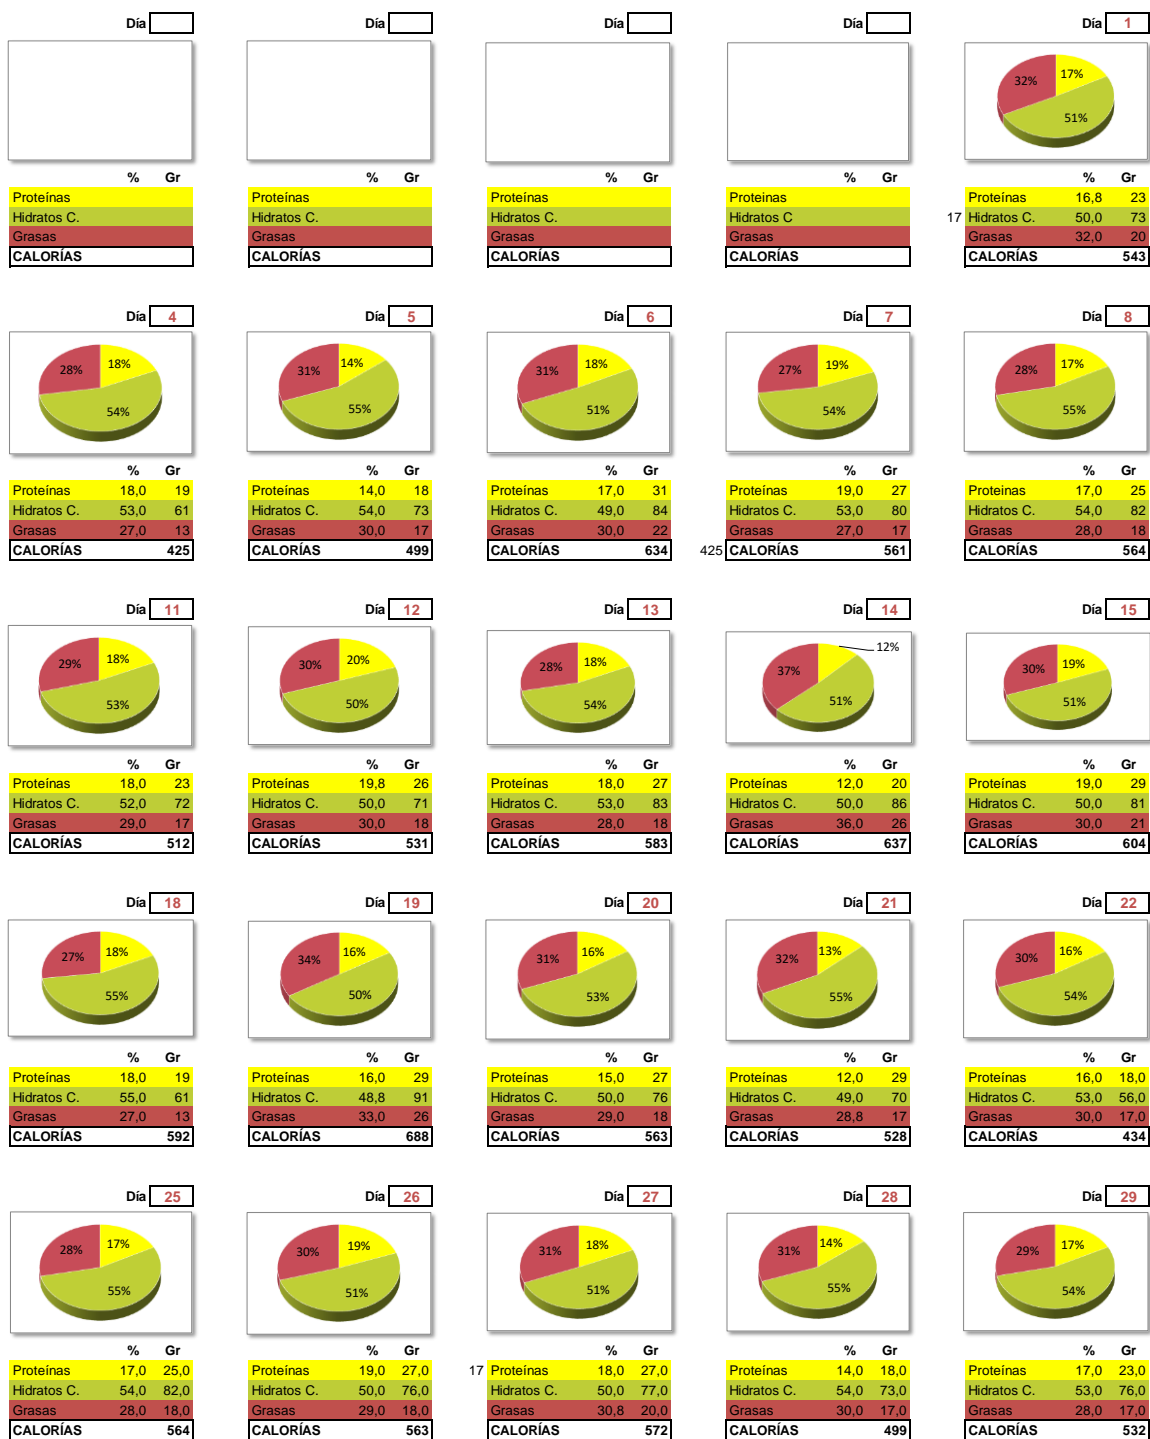 Día Día Día Día Día 1
32% 17%
51%
% Gr % Gr % Gr % Gr % Gr
Proteínas Proteínas Proteínas Proteinas Proteínas 16,8 23
Hidratos C. Hidratos C. Hidratos C. Hidratos C 17 Hidratos C. 50,0 73
Grasas Grasas Grasas Grasas Grasas 32,0 20
CALORÍAS CALORÍAS CALORÍAS CALORÍAS CALORÍAS 543
Día 4 Día 5 Día 6 Día 7 Día 8
28% 18% 31% 14% 31% 18% 27% 19% 28% 17%
54% 55% 51% 54% 55%
% Gr % Gr % Gr % Gr % Gr
Proteínas 18,0 19 Proteínas 14,0 18 Proteínas 17,0 31 Proteínas 19,0 27 Proteínas 17,0 25
Hidratos C. 53,0 61 Hidratos C. 54,0 73 Hidratos C. 49,0 84 Hidratos C. 53,0 80 Hidratos C. 54,0 82
Grasas 27,0 13 Grasas 30,0 17 Grasas 30,0 22 Grasas 27,0 17 Grasas 28,0 18
CALORÍAS 425 CALORÍAS 499 CALORÍAS 634 425 CALORÍAS 561 CALORÍAS 564
Día 11 Día 12 Día 13 Día 14 Día 15
29% 18% 30% 20% 28% 18% 37% 12% 30% 19%
53% 50% 54% 51% 51%
% Gr % Gr % Gr % Gr % Gr
Proteínas 18,0 23 Proteínas 19,8 26 Proteínas 18,0 27 Proteínas 12,0 20 Proteínas 19,0 29
Hidratos C. 52,0 72 Hidratos C. 50,0 71 Hidratos C. 53,0 83 Hidratos C. 50,0 86 Hidratos C. 50,0 81
Grasas 29,0 17 Grasas 30,0 18 Grasas 28,0 18 Grasas 36,0 26 Grasas 30,0 21
CALORÍAS 512 CALORÍAS 531 CALORÍAS 583 CALORÍAS 637 CALORÍAS 604
Día 18 Día 19 Día 20 Día 21 Día 22
27% 18% 34% 16% 31% 16% 32% 13% 30% 16%
55% 50% 53% 55% 54%
% Gr % Gr % Gr % Gr % Gr
Proteínas 18,0 19 Proteínas 16,0 29 Proteínas 15,0 27 Proteínas 12,0 29 Proteínas 16,0 18,0
Hidratos C. 55,0 61 Hidratos C. 48,8 91 Hidratos C. 50,0 76 Hidratos C. 49,0 70 Hidratos C. 53,0 56,0
Grasas 27,0 13 Grasas 33,0 26 Grasas 29,0 18 Grasas 28,8 17 Grasas 30,0 17,0
CALORÍAS 592 CALORÍAS 688 CALORÍAS 563 CALORÍAS 528 CALORÍAS 434
Día 25 Día 26 Día 27 Día 28 Día 29
28% 17% 30% 19% 31% 18% 31% 14% 29% 17%
55% 51% 51% 55% 54%
% Gr % Gr % Gr % Gr % Gr
Proteínas 17,0 25,0 Proteínas 19,0 27,0 17 Proteínas 18,0 27,0 Proteínas 14,0 18,0 Proteínas 17,0 23,0
Hidratos C. 54,0 82,0 Hidratos C. 50,0 76,0 Hidratos C. 50,0 77,0 Hidratos C. 54,0 73,0 Hidratos C. 53,0 76,0
Grasas 28,0 18,0 Grasas 29,0 18,0 Grasas 30,8 20,0 Grasas 30,0 17,0 Grasas 28,0 17,0
CALORÍAS 564 CALORÍAS 563 CALORÍAS 572 CALORÍAS 499 CALORÍAS 532